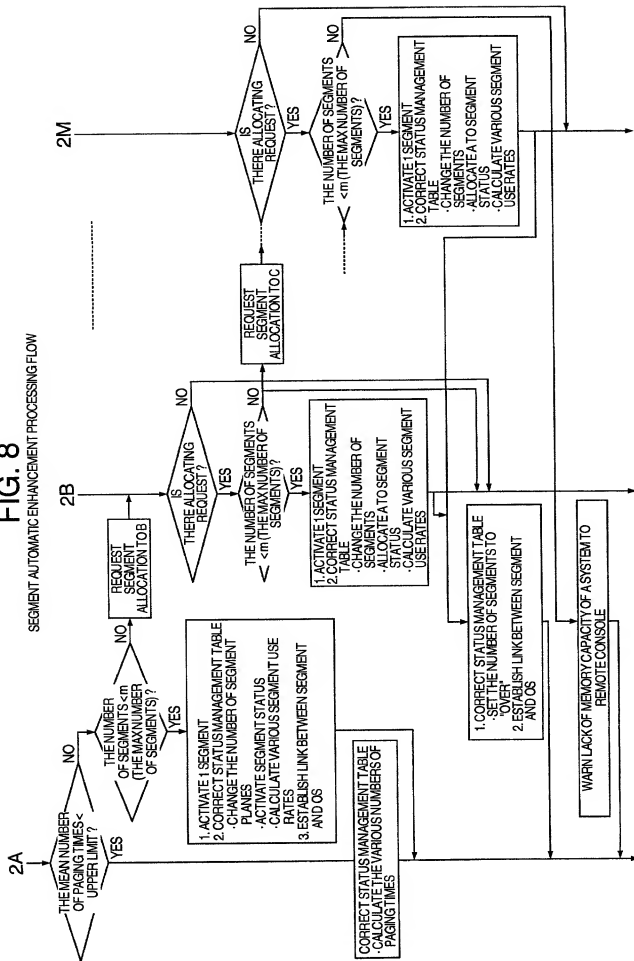 FIG. 8
SEGMENT AUTOMATIC ENHANCEMENT PROCESSING FLOW
2A
THE MEAN NUMBER
OF PAGING TIMES<
UPPER LIMIT ?
NO
YES
THE NUMBER
OF SEGMENTS <m
(THE MAX NUMBER
OF SEGMENTS) ?
NO
YES
REQUEST
SEGMENT
ALLOCATION TO B
1. ACTIVATE 1 SEGMENT
2. CORRECT STATUS MANAGEMENT TABLE
· CHANGE THE NUMBER OF SEGMENT
PLANES
· ACTIVATE SEGMENT STATUS
· CALCULATE VARIOUS SEGMENT USE
RATES
3. ESTABLISH LINK BETWEEN SEGMENT
AND OS
CORRECT STATUS MANAGEMENT TABLE
· CALCULATE THE VARIOUS NUMBERS OF
PAGING TIMES
2B
IS
THERE ALLOCATING
REQUEST ?
NO
YES
THE NUMBER OF SEGMENTS
<m (THE MAX NUMBER OF
SEGMENTS) ?
NO
YES
REQUEST
SEGMENT
ALLOCATION TO C
1. ACTIVATE 1 SEGMENT
2. CORRECT STATUS MANAGEMENT
TABLE
· CHANGE THE NUMBER OF
SEGMENTS
· ALLOCATE A TO SEGMENT
STATUS
· CALCULATE VARIOUS SEGMENT
USE RATES
1. CORRECT STATUS MANAGEMENT TABLE
· SET THE NUMBER OF SEGMENTS TO
"OVER"
2. ESTABLISH LINK BETWEEN SEGMENT
AND OS
WARN LACK OF MEMORY CAPACITY OF A SYSTEM TO
REMOTE CONSOLE
2M
IS
THERE ALLOCATING
REQUEST ?
NO
YES
THE NUMBER OF SEGMENTS
<m (THE MAX NUMBER OF
SEGMENTS) ?
NO
YES
1. ACTIVATE 1 SEGMENT
2. CORRECT STATUS MANAGEMENT
TABLE
· CHANGE THE NUMBER OF
SEGMENTS
· ALLOCATE A TO SEGMENT
STATUS
· CALCULATE VARIOUS SEGMENT
USE RATES